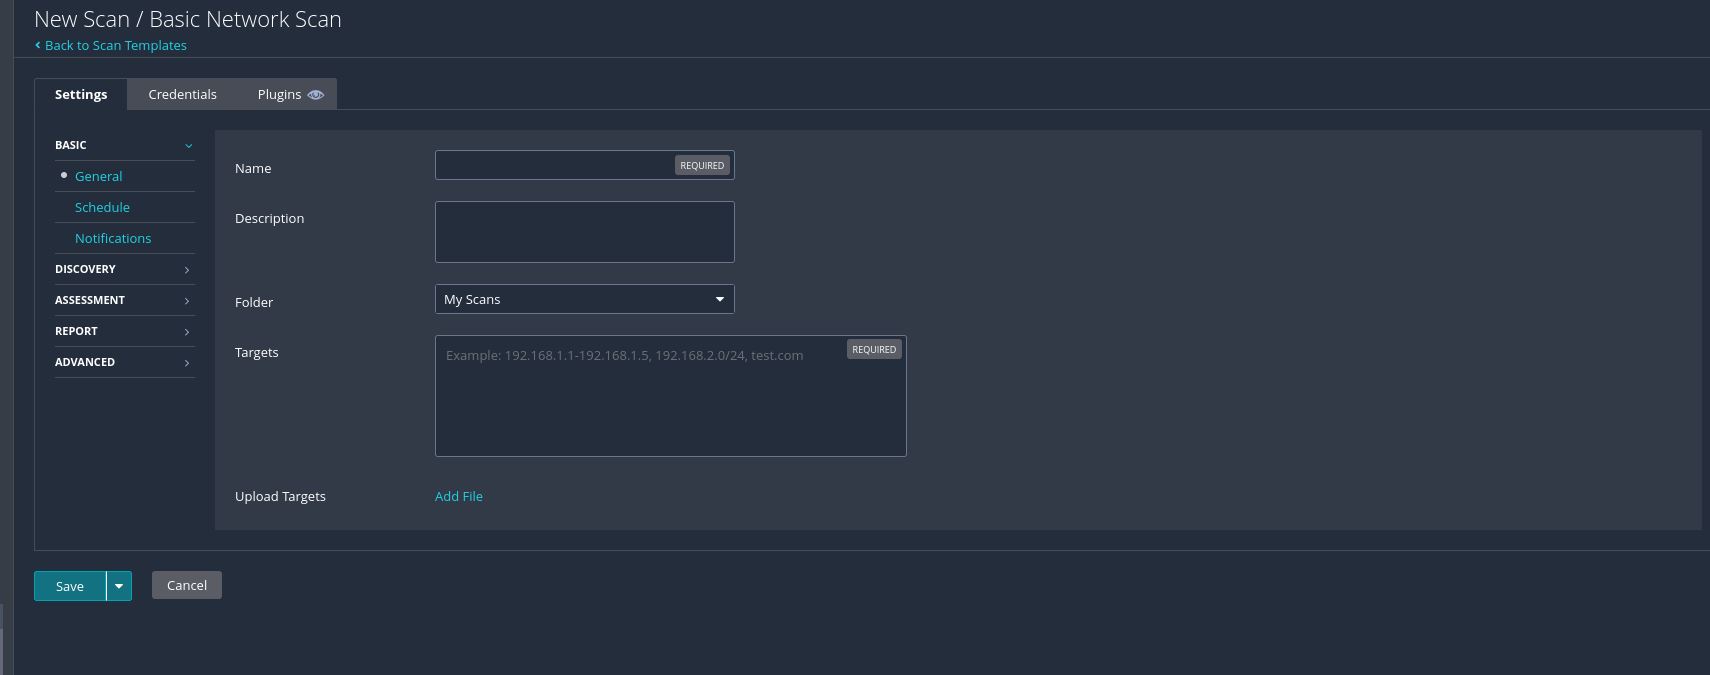 New Scan / Basic Network Scan
Back to Scan Templates
Settings
Credentials
Plugins
BASIC
General
Schedule
Notifications
DISCOVERY
ASSESSMENT
REPORT
ADVANCED
Name
REQUIRED
Description
Folder
My Scans
Targets
Example: 192.168.1.1-192.168.1.5, 192.168.2.0/24, test.com
REQUIRED
Upload Targets
Add File
Save
Cancel